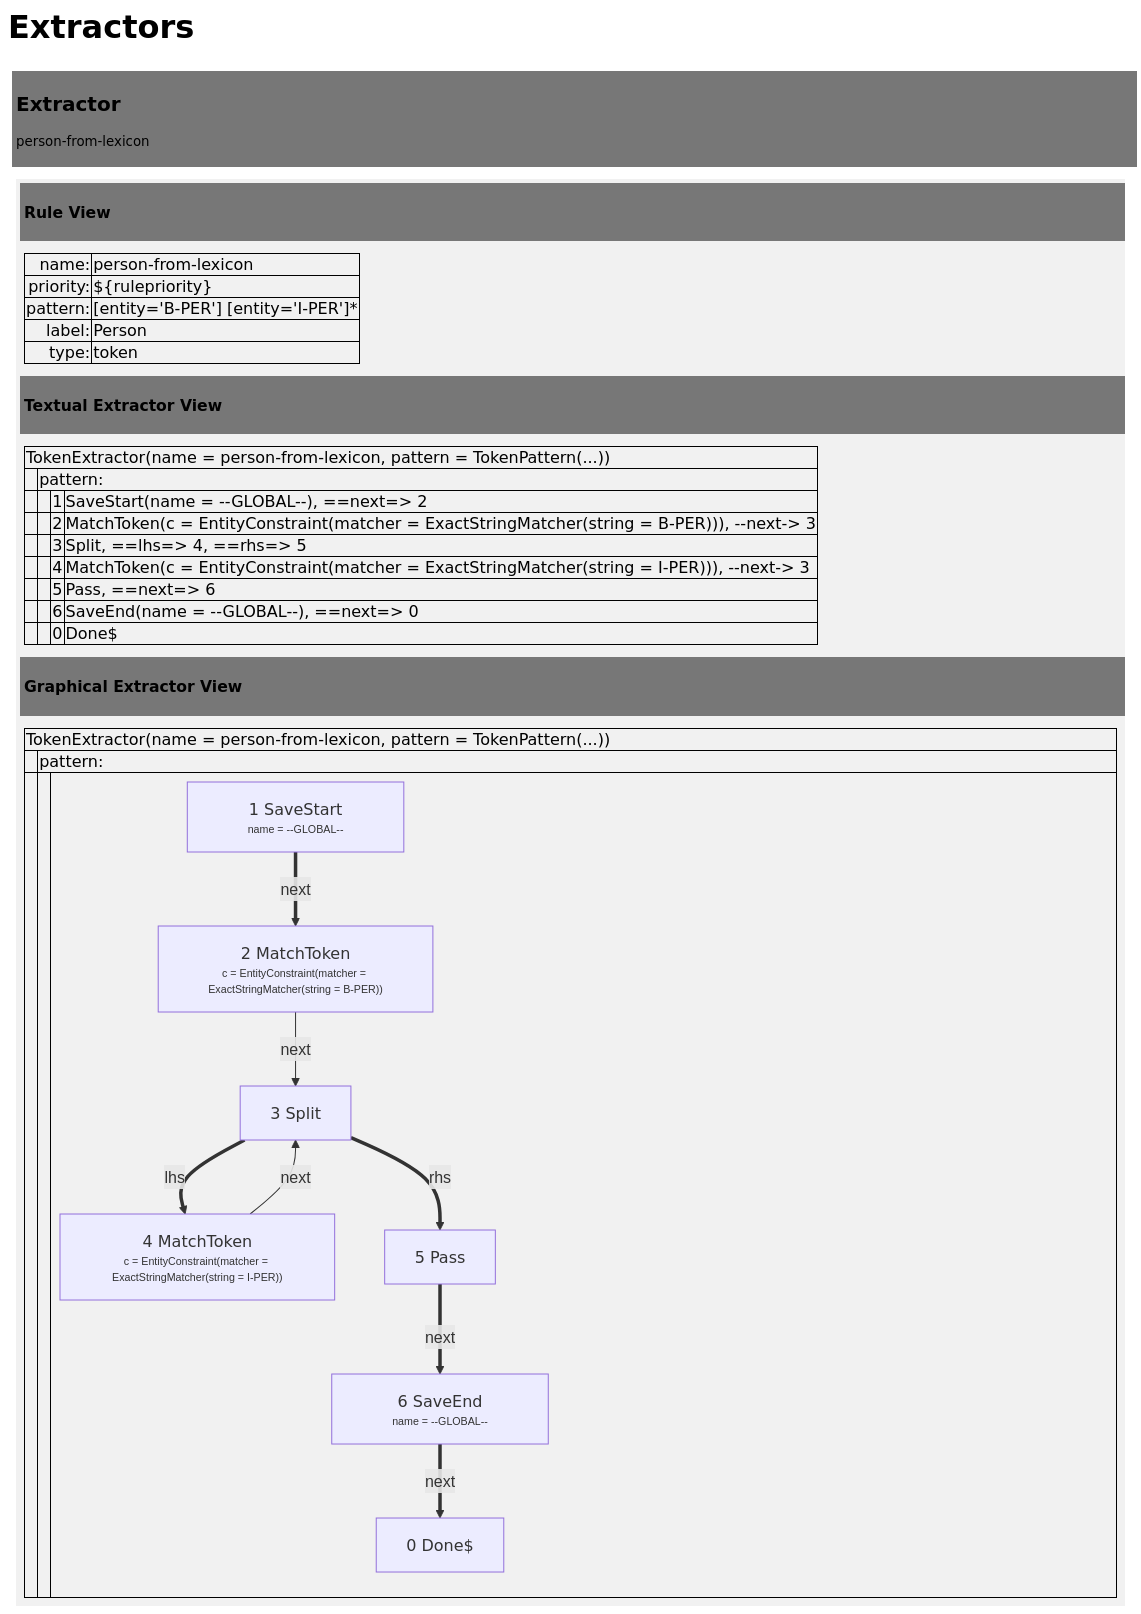 Extractors
Extractor
person-from-lexicon
Rule View
name: person-from-lexicon
priority: ${rulepriority}
pattern: [entity='B-PER'] [entity='I-PER']*
label: Person
type: token
Textual Extractor View
TokenExtractor(name = person-from-lexicon, pattern = TokenPattern(...))
pattern:
1 SaveStart(name = --GLOBAL--), ==next=> 2
2 MatchToken(c = EntityConstraint(matcher = ExactStringMatcher(string = B-PER))), --next-> 3
3 Split, ==lhs=> 4, ==rhs=> 5
4 MatchToken(c = EntityConstraint(matcher = ExactStringMatcher(string = I-PER))), --next-> 3
5 Pass, ==next=> 6
6 SaveEnd(name = --GLOBAL--), ==next=> 0
0 Done$
Graphical Extractor View
TokenExtractor(name = person-from-lexicon, pattern = TokenPattern(...))
pattern:
1 SaveStart
name = --GLOBAL--
next
2 MatchToken
c = EntityConstraint(matcher =
ExactStringMatcher(string = B-PER))
next
3 Split
lhs next rhs
4 MatchToken
c = EntityConstraint(matcher =
ExactStringMatcher(string = I-PER))
5 Pass
next
6 SaveEnd
name = --GLOBAL--
next
0 Done$